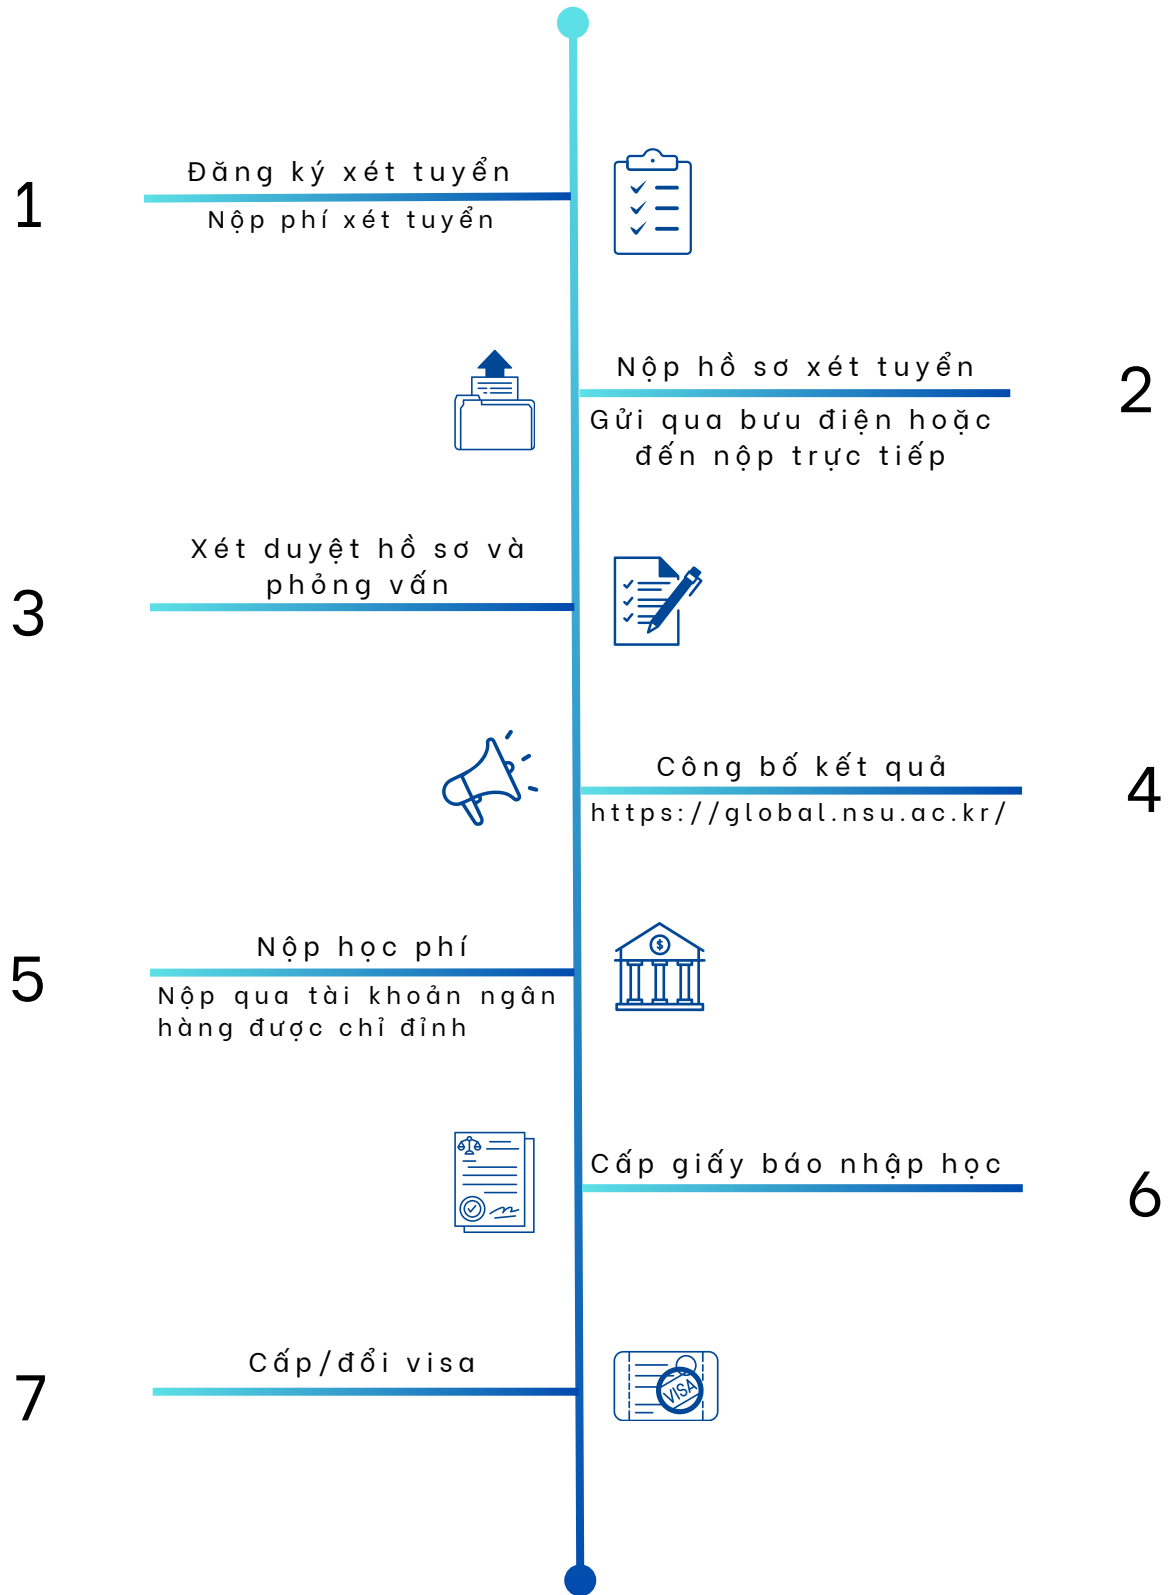 1
Đăng ký xét tuyển
Nộp phí xét tuyển
2
Nộp hồ sơ xét tuyển
Gửi qua bưu điện hoặc
đến nộp trực tiếp
3
Xét duyệt hồ sơ và
phỏng vấn
4
Công bố kết quả
https://global.nsu.ac.kr/
5
Nộp học phí
Nộp qua tài khoản ngân
hàng được chỉ đỉnh
6
Cấp giấy báo nhập học
7
Cấp/đổi visa
$
VISA